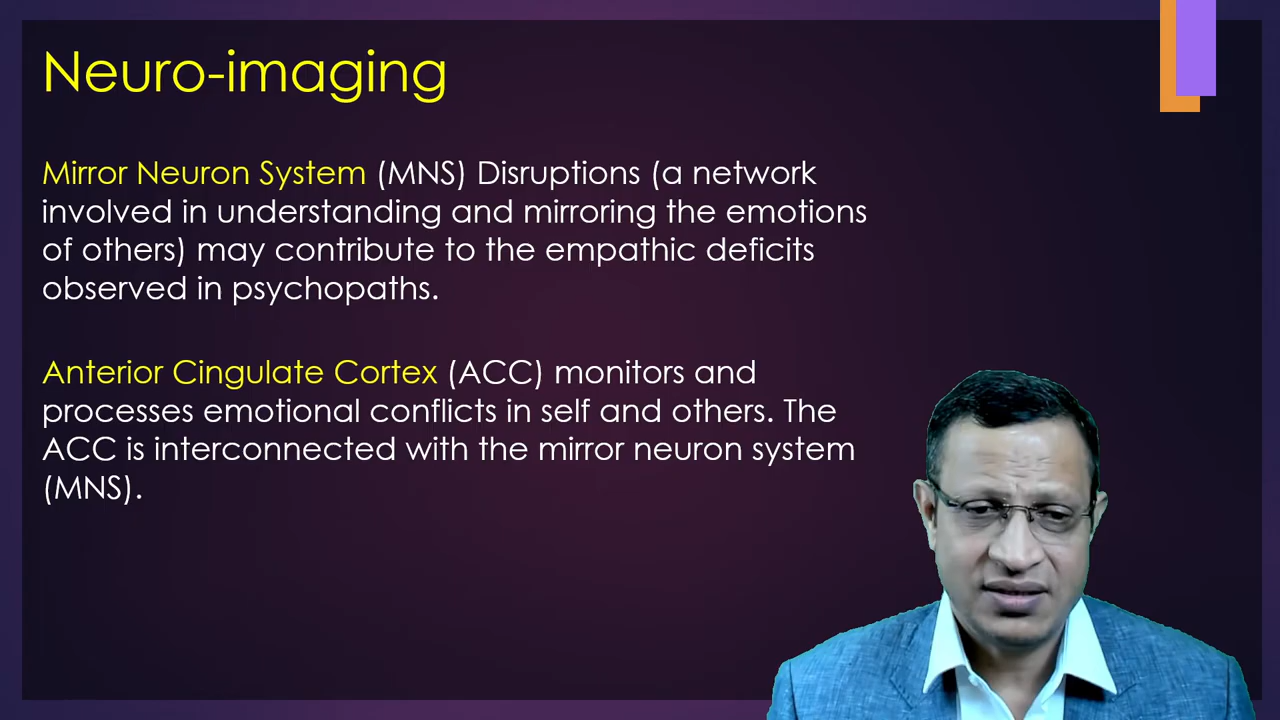 Neuro-imaging
Mirror Neuron System (MNS) Disruptions (a network
involved in understanding and mirroring the emotions
of others) may contribute to the empathic deficits
observed in psychopaths.
Anterior Cingulate Cortex (ACC) monitors and
processes emotional conflicts in self and others. The
ACC is interconnected with the mirror neuron system
(MNS).